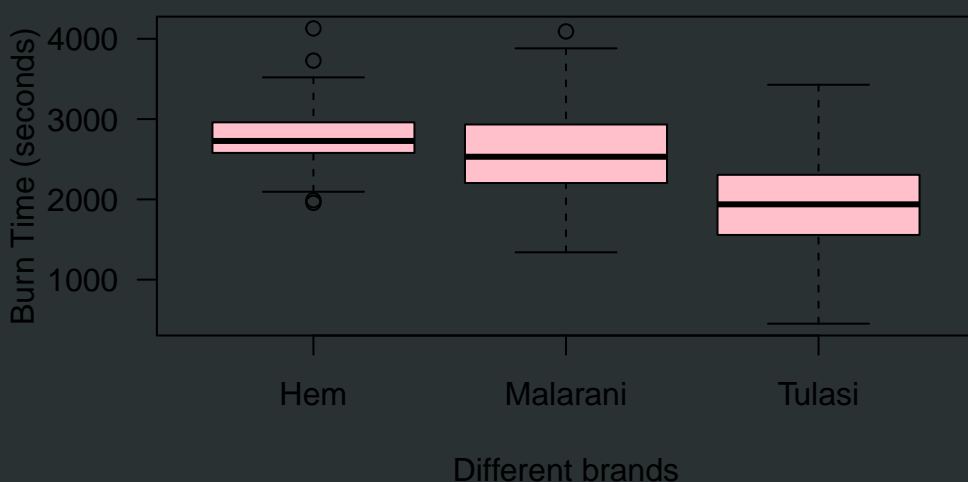 Burn Time (seconds)
4000
3000
2000
1000
Hem Malarani Tulasi
Different brands